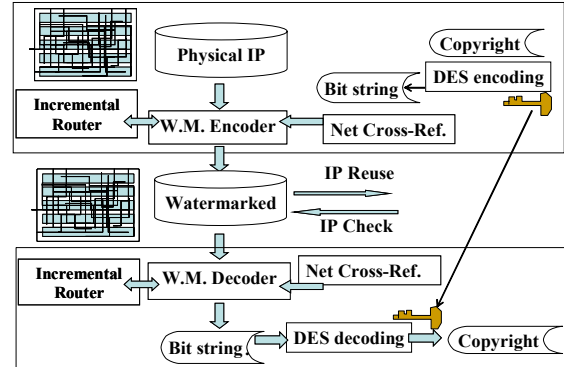 Physical IP
Copyright
DES encoding
Bit string
Incremental
Router
W.M. Encoder
Net Cross-Ref.
IP Reuse
Watermarked
IP Check
Net Cross-Ref.
Incremental
Router
W.M. Decoder
Bit string.
DES decoding
Copyright